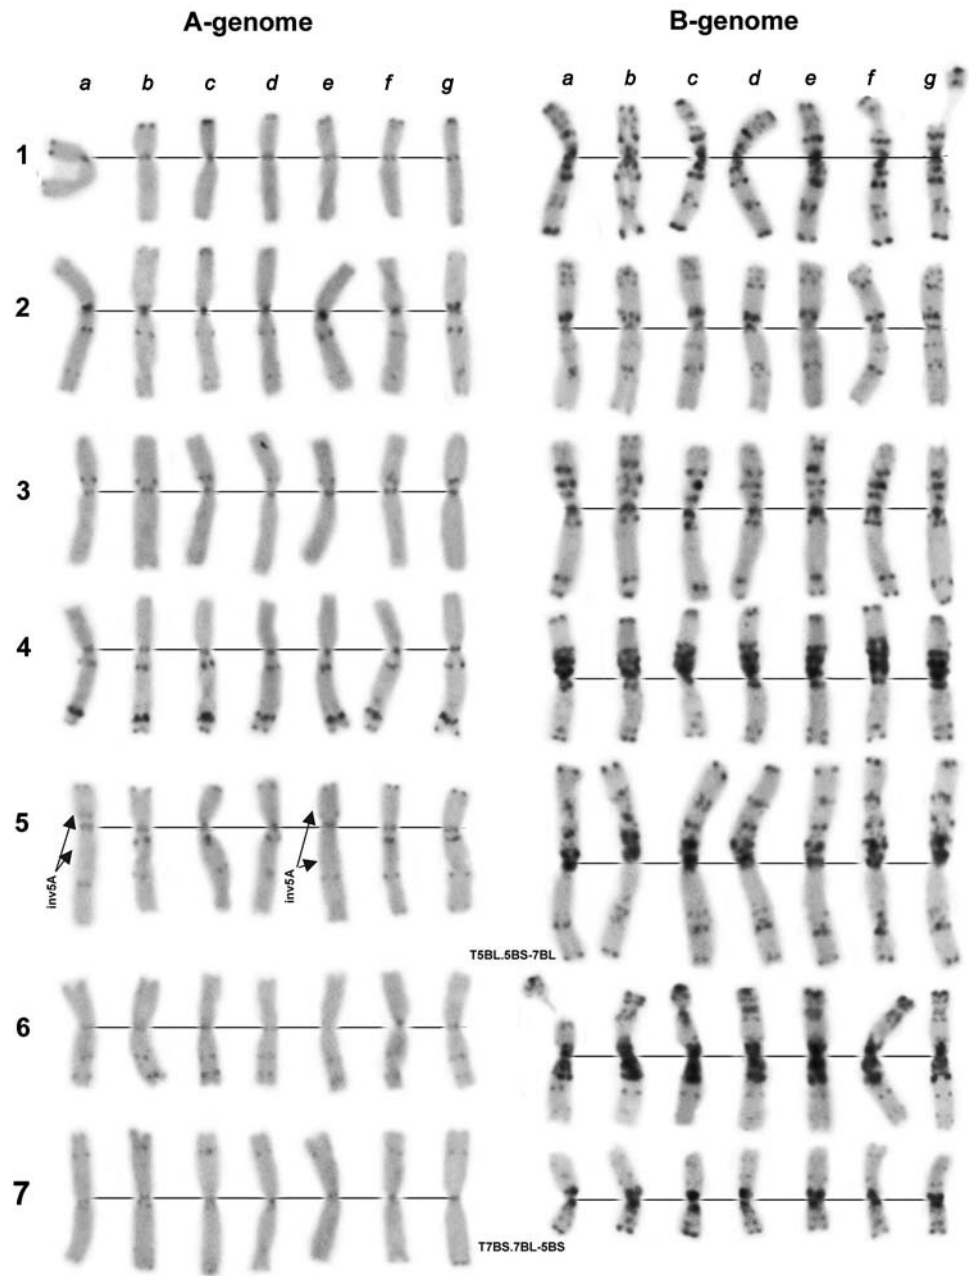 A-genome
B-genome
a b c d e f g
a b c d e f g
1
2
3
4
5
inv5A
inv5A
T5BL.5BS-7BL
6
7
T7BS.7BL-5BS